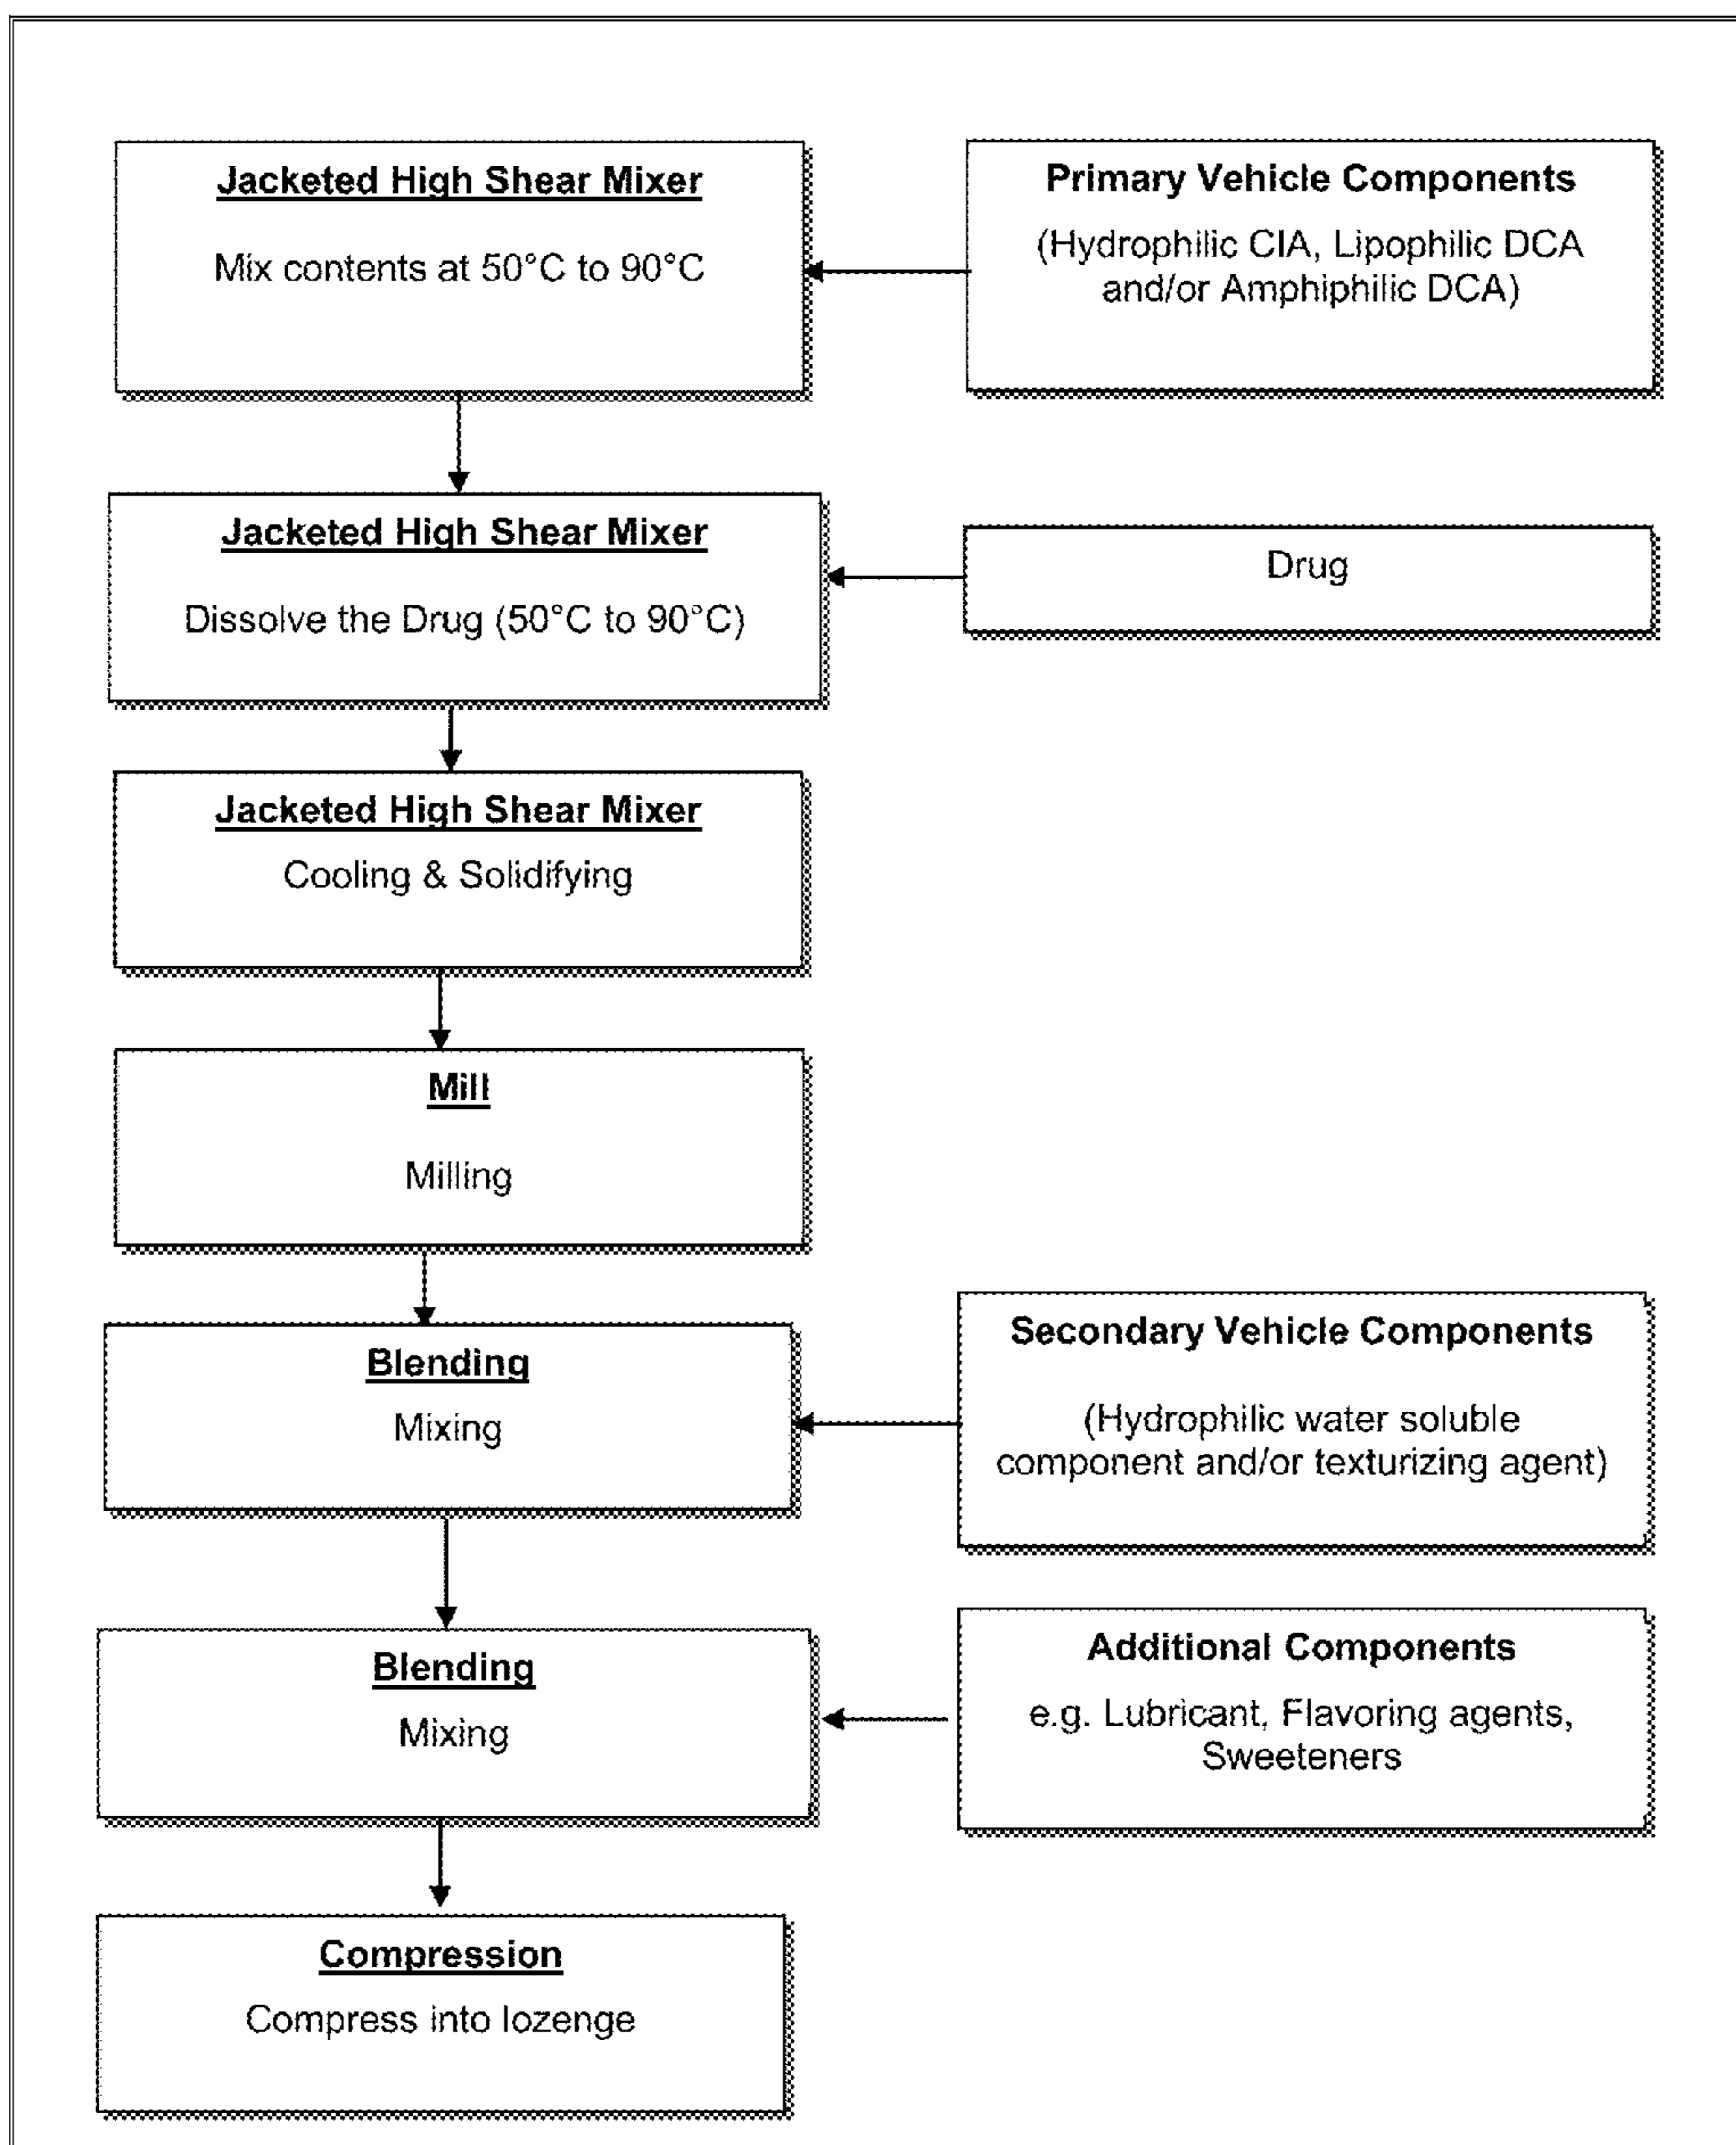 Jacketed High Shear Mixer
Mix contents at 50°C to 90°C
Primary Vehicle Components
(Hydrophilic CIA, Lipophilic DCA
and/or Amphiphilic DCA)
Jacketed High Shear Mixer
Dissolve the Drug (50°C to 90°C)
Drug
Jacketed High Shear Mixer
Cooling & Solidifying
Mill
Milling
Blending
Mixing
Secondary Vehicle Components
(Hydrophilic water soluble
component and/or texturizing agent)
Blending
Mixing
Additional Components
e.g. Lubricant, Flavoring agents,
Sweeteners
Compression
Compress into lozenge